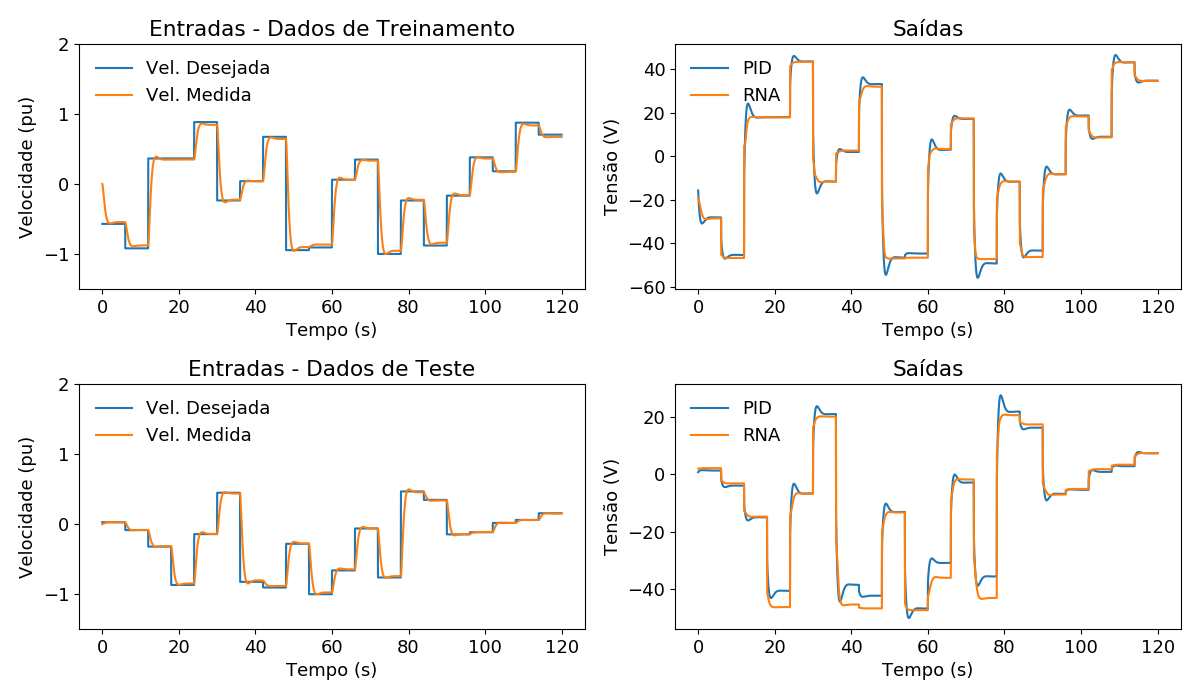 Entradas - Dados de Treinamento
Vel. Desejada
Vel. Medida
Velocidade (pu)
2
1
0
−1
0 20 40 60 80 100 120
Tempo (s)
Saídas
PID
RNA
Tensão (V)
40
20
0
−20
−40
−60
0 20 40 60 80 100 120
Tempo (s)
Entradas - Dados de Teste
Vel. Desejada
Vel. Medida
Velocidade (pu)
2
1
0
−1
0 20 40 60 80 100 120
Tempo (s)
Saídas
PID
RNA
Tensão (V)
20
0
−20
−40
0 20 40 60 80 100 120
Tempo (s)